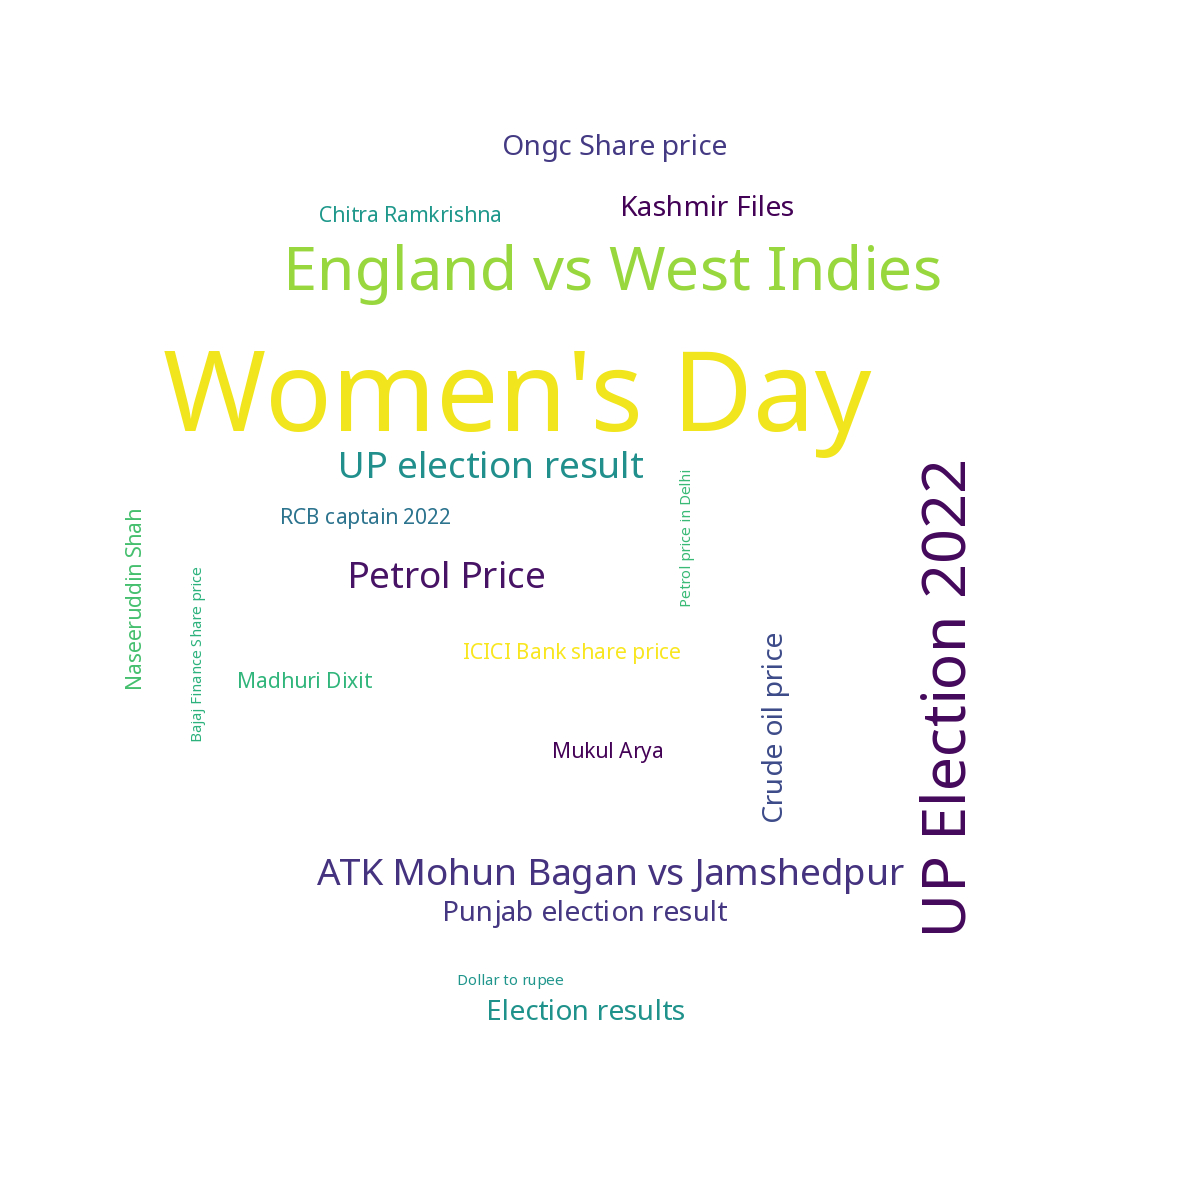 Ongc Share price
Kashmir Files
Chitra Ramkrishna
England vs West Indies
Women's Day
UP election result
Petrol price in Delhi
UP Election 2022
RCB captain 2022
Naseeruddin Shah
Bajaj Finance Share price
Petrol Price
ICICI Bank share price
Crude oil price
Madhuri Dixit
Mukul Arya
ATK Mohun Bagan vs Jamshedpur
Punjab election result
Dollar to rupee
Election results